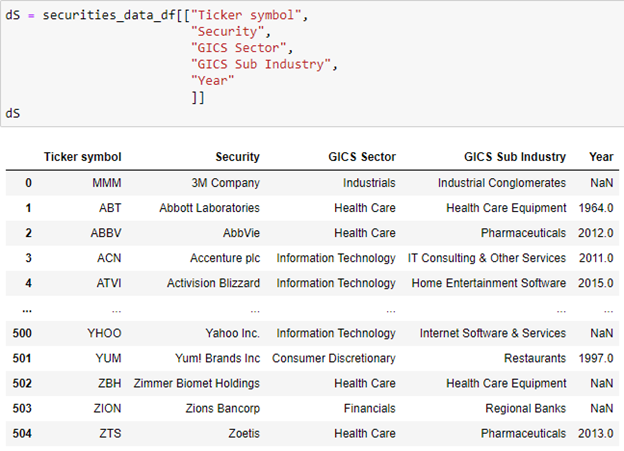 dS = securities_data_df[["Ticker symbol",
"Security",
"GICS Sector",
"GICS Sub Industry",
"Year"
]]
dS
Ticker symbol Security GICS Sector GICS Sub Industry Year
0 MMM 3M Company Industrials Industrial Conglomerates NaN
1 ABT Abbott Laboratories Health Care Health Care Equipment 1964.0
2 ABBV AbbVie Health Care Pharmaceuticals 2012.0
3 ACN Accenture plc Information Technology IT Consulting & Other Services 2011.0
4 ATVI Activision Blizzard Information Technology Home Entertainment Software 2015.0
... ... ... ... ... ...
500 YHOO Yahoo Inc. Information Technology Internet Software & Services NaN
501 YUM Yum! Brands Inc Consumer Discretionary Restaurants 1997.0
502 ZBH Zimmer Biomet Holdings Health Care Health Care Equipment NaN
503 ZION Zions Bancorp Financials Regional Banks NaN
504 ZTS Zoetis Health Care Pharmaceuticals 2013.0